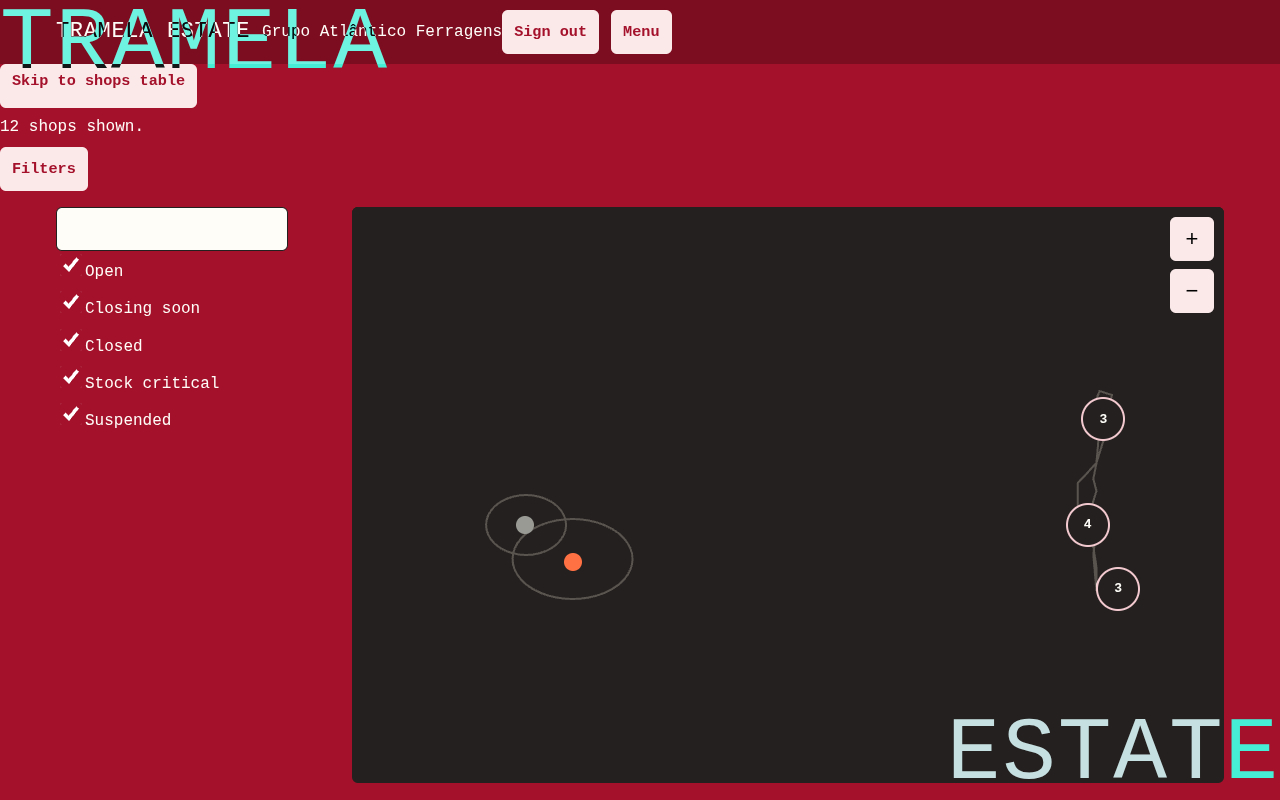 TRAMELA
TRAMELA ESTATE Grupo Atlântico Ferragens Sign out Menu
Skip to shops table
12 shops shown.
Filters
+
−
Open
Closing soon
Closed
Stock critical
Suspended
3
4
3
ESTATE